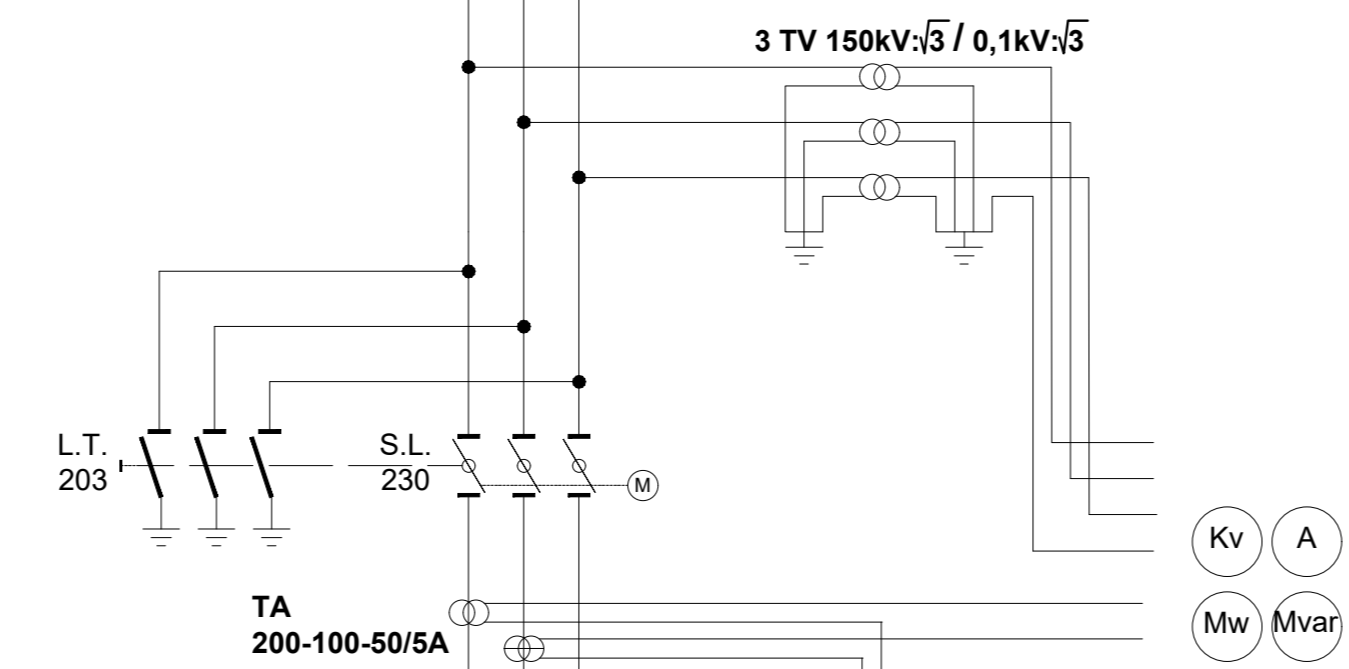 3 TV 150kV:√3 / 0,1kV:√3
L.T.
203
S.L.
230
M
Kv A
TA
200-100-50/5A
Mw Mvar